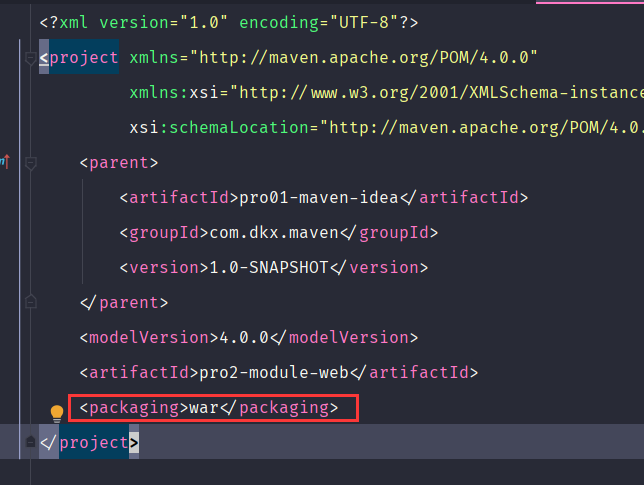 <?xml version="1.0" encoding="UTF-8"?>
<project xmlns="http://maven.apache.org/POM/4.0.0"
xmlns:xsi="http://www.w3.org/2001/XMLSchema-instance
xsi:schemaLocation="http://maven.apache.org/POM/4.0.
<parent>
<artifactId>pro01-maven-idea</artifactId>
<groupId>com.dkx.maven</groupId>
<version>1.0-SNAPSHOT</version>
</parent>
<modelVersion>4.0.0</modelVersion>
<artifactId>pro2-module-web</artifactId>
<packaging>war</packaging>
</project>